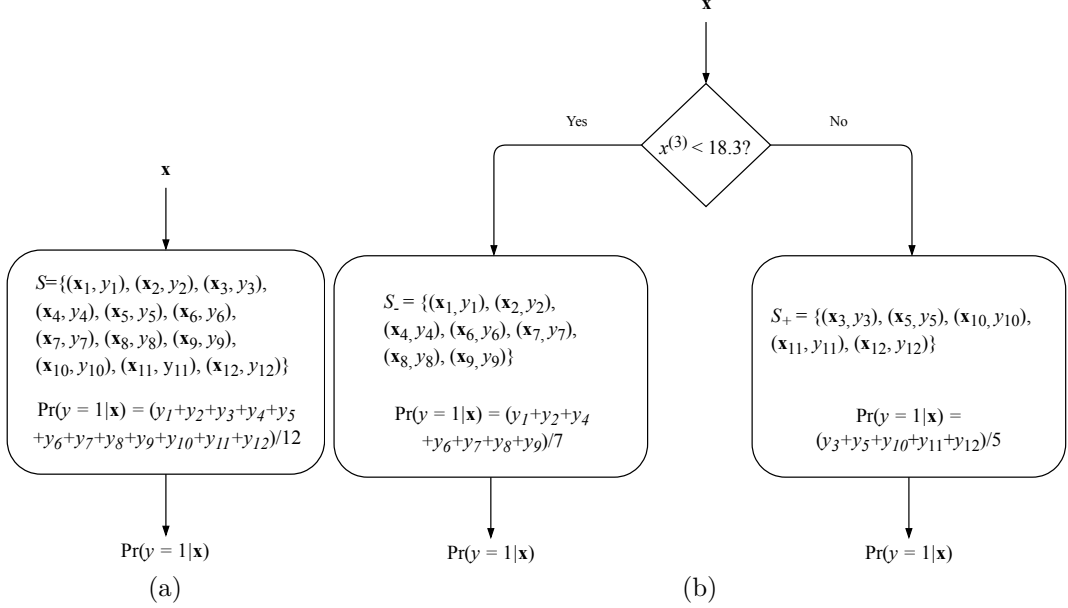 x
S={(x1, y1), (x2, y2), (x3, y3),
(x4, y4), (x5, y5), (x6, y6),
(x7, y7), (x8, y8), (x9, y9),
(x10, y10), (x11, y11), (x12, y12)}
Pr(y = 1|x) = (y1+y2+y3+y4+y5
+y6+y7+y8+y9+y10+y11+y12)/12
Pr(y = 1|x)
(a)
x
x(3) < 18.3?
Yes
No
S- = {(x1, y1), (x2, y2),
(x4, y4), (x6, y6), (x7, y7),
(x8, y8), (x9, y9)}
Pr(y = 1|x) = (y1+y2+y4
+y6+y7+y8+y9)/7
Pr(y = 1|x)
S+ = {(x3, y3), (x5, y5), (x10, y10),
(x11, y11), (x12, y12)}
Pr(y = 1|x) =
(y3+y5+y10+y11+y12)/5
Pr(y = 1|x)
(b)